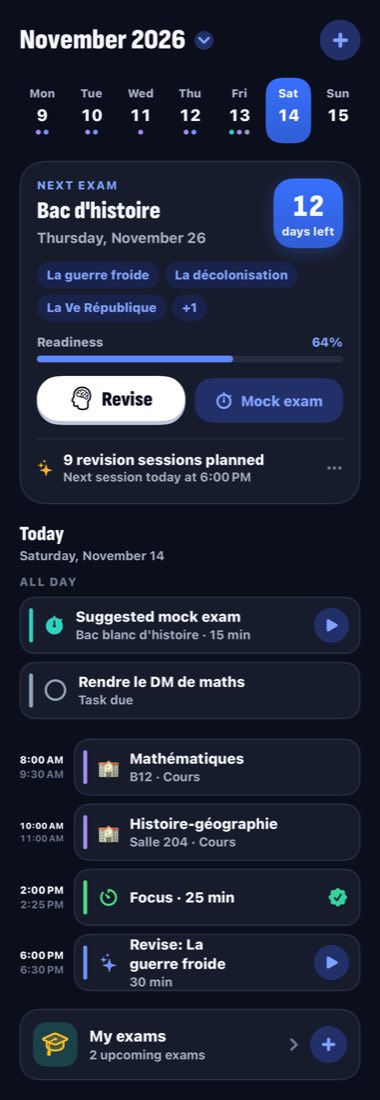 November 2026
Mon Tue Wed Thu Fri Sat Sun
9 10 11 12 13 14 15
NEXT EXAM
Bac d'histoire
Thursday, November 26
12
days left
La guerre froide La décolonisation
La Ve République +1
Readiness 64%
Revise Mock exam
9 revision sessions planned
Next session today at 6:00 PM
Today
Saturday, November 14
ALL DAY
Suggested mock exam
Bac blanc d'histoire · 15 min
Rendre le DM de maths
Task due
8:00 AM Mathématiques
9:30 AM B12 · Cours
10:00 AM Histoire-géographie
11:00 AM Salle 204 · Cours
2:00 PM Focus · 25 min
2:25 PM
6:00 PM Revise: La
guerre froide
6:30 PM 30 min
My exams
2 upcoming exams